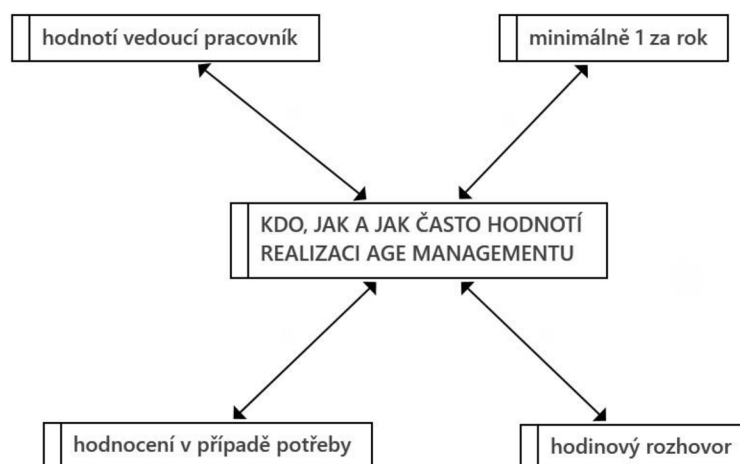 hodnotí vedoucí pracovník
minimálně 1 za rok
KDO, JAK A JAK ČASTO HODNOTÍ
REALIZACI AGE MANAGEMENTU
hodnocení v případě potřeby
hodinový rozhovor